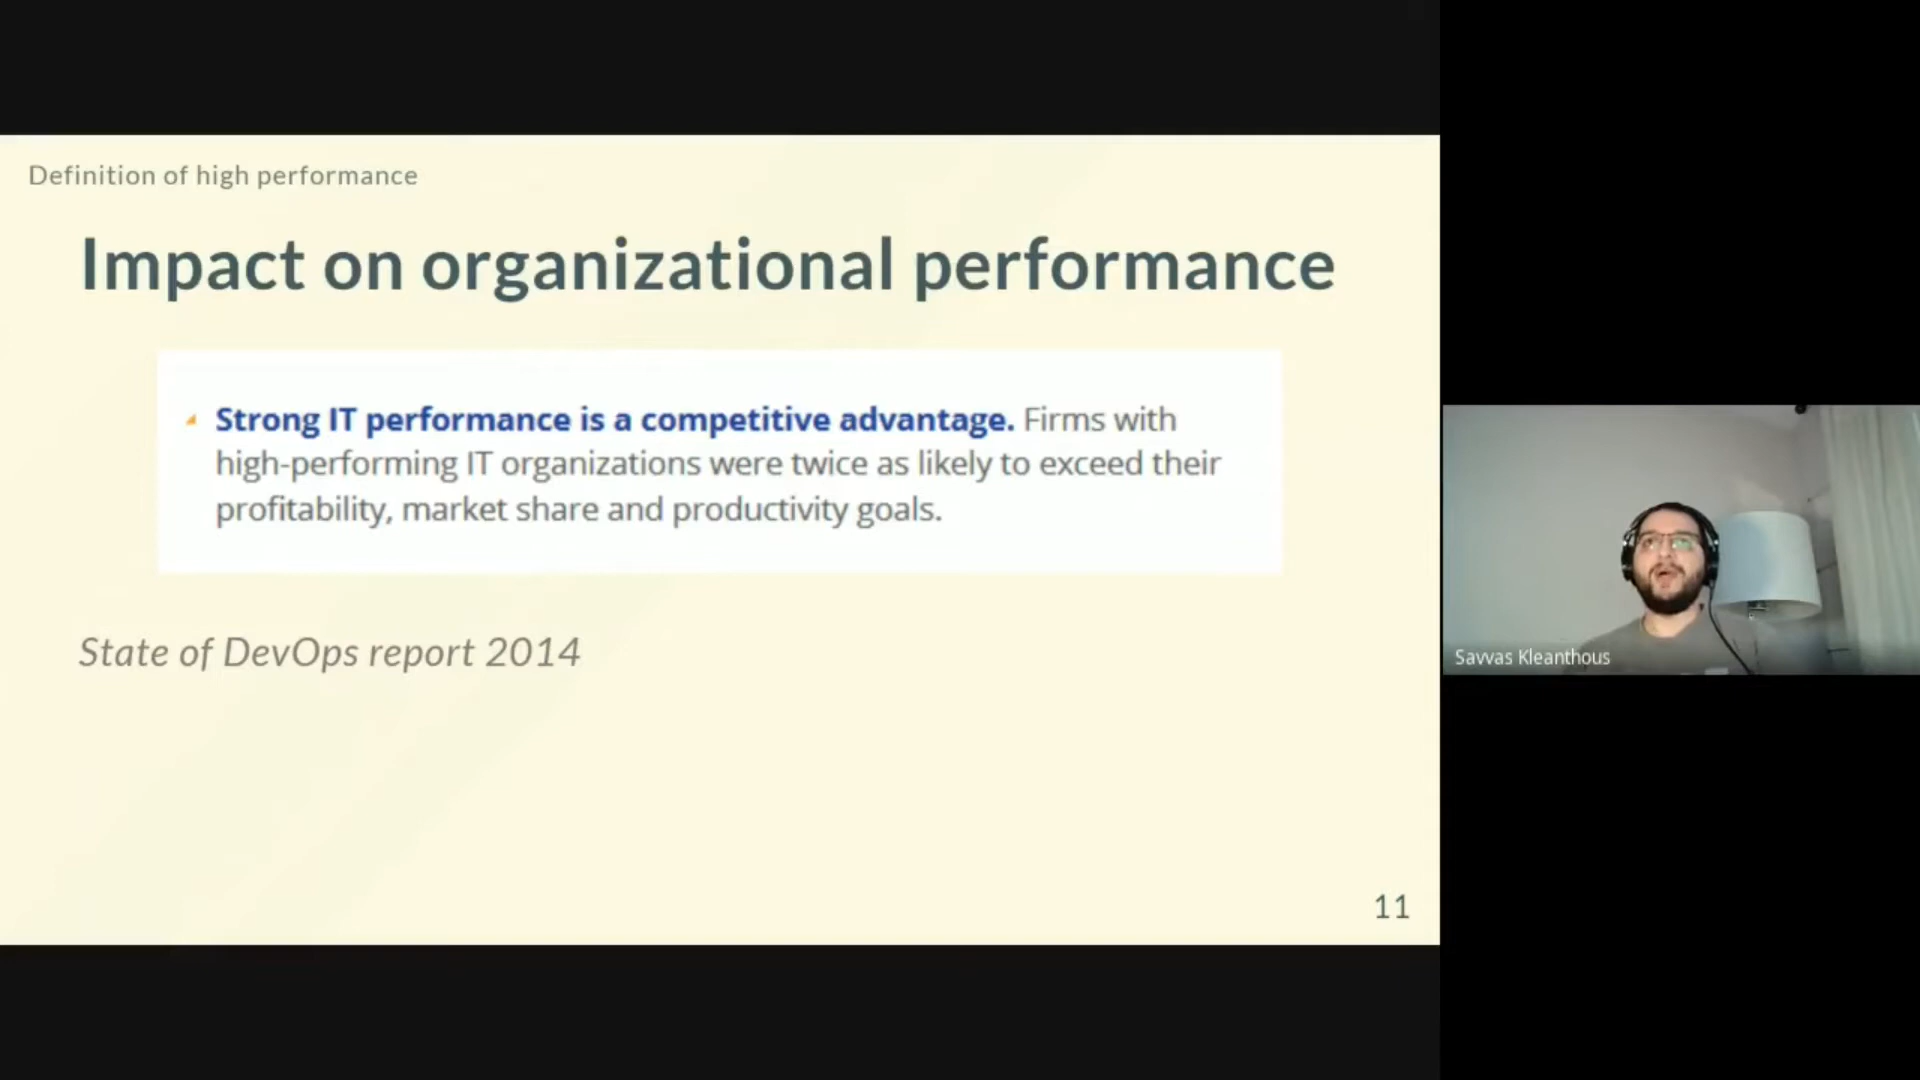 Definition of high performance
Impact on organizational performance
Strong IT performance is a competitive advantage. Firms with
high-performing IT organizations were twice as likely to exceed their
profitability, market share and productivity goals.
State of DevOps report 2014
11
Savvas Kleanthous